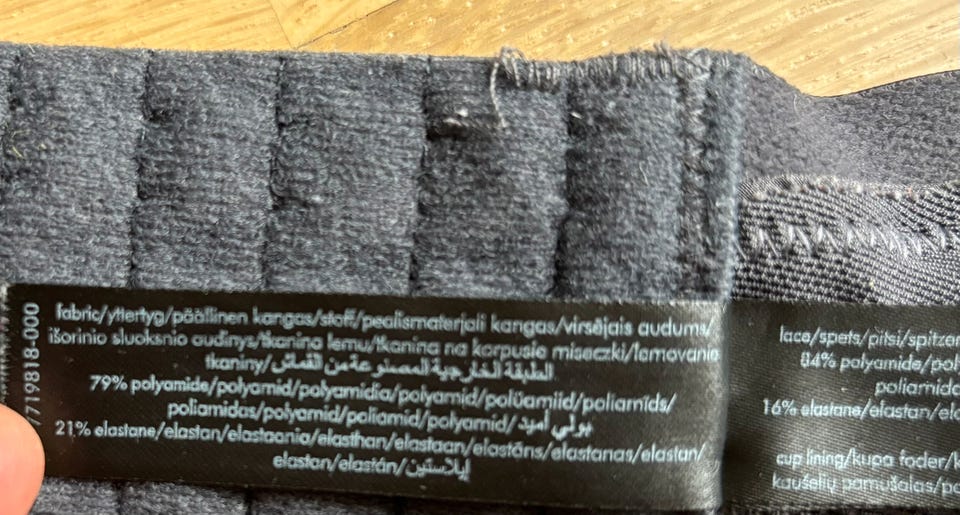 7719818-000
fabric/yttertyg/päällinen kangas/stoff/pealismaterjali kangas/virsējais audums/
išorinio sluoksnio audinys/tkanina lemu/tkanina na korpusie miseczki/lamowanie
tkaniny/الطبقة الخارجية المصنوعة من القماش
79% polyamide/polyamid/polyamidia/polyamid/polüamiid/poliamīds/
poliamidas/polyamid/poliamid/polyamid/بولي أميد
21% elastane/elastan/elastaania/elasthan/elastaan/elastāns/elastanas/elastan/
elastan/elastán/إيلاستين
lace/spets/pitsi/spitzen
84% polyamide/pol
poliamida
16% elastane/elastan/ela
cup lining/kupa foder/k
kaušelių pamušalas/po